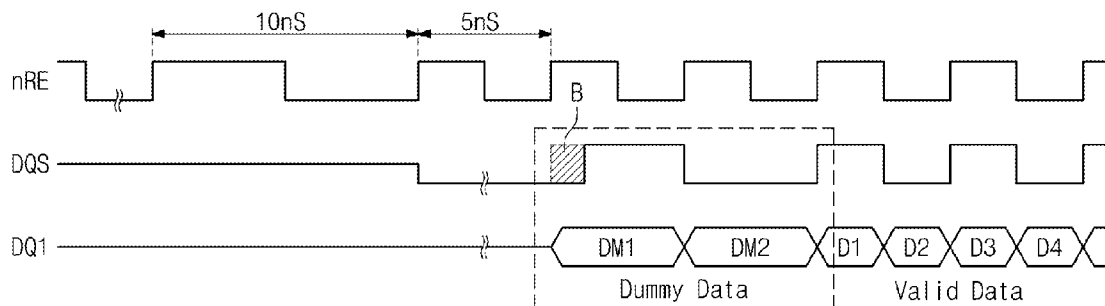 10nS 5nS
nRE
B
DQS
DQ1 DM1 DM2 D1 D2 D3 D4
Dummy Data Valid Data